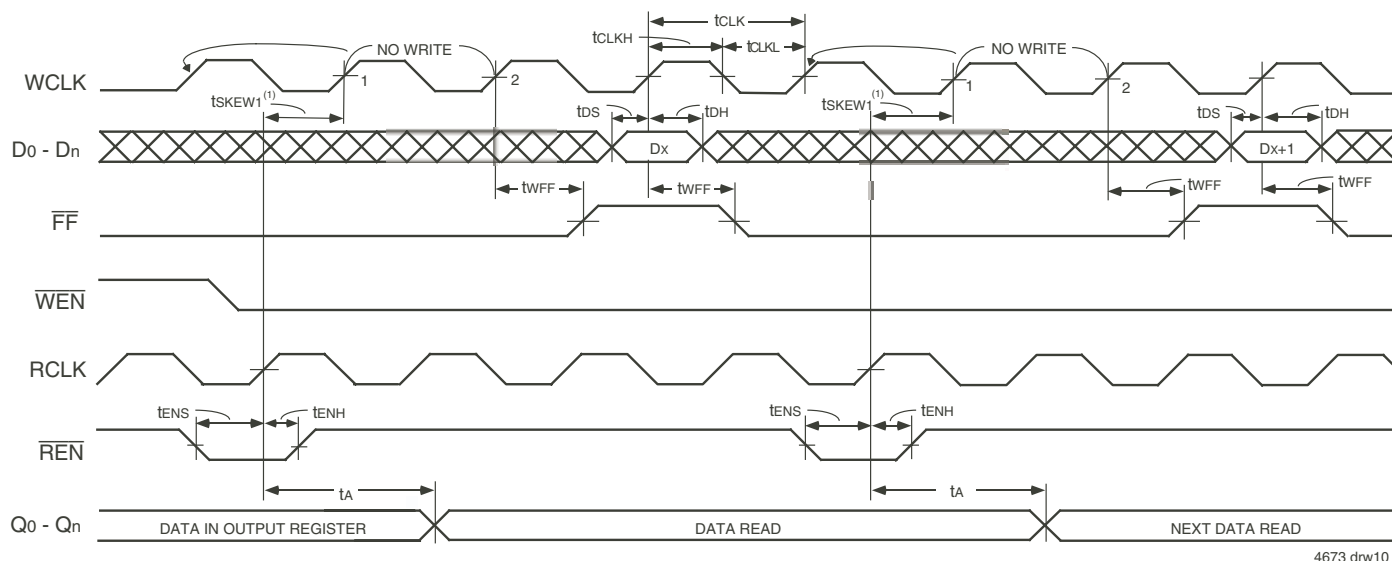 tCLK
tCLKH
tCLKL
NO WRITE
NO WRITE
WCLK
1
2
1
2
tSKEW1(1)
tSKEW1(1)
tDS
tDH
tDS
tDH
D0 - Dn
DX
DX+1
tWFF
tWFF
tWFF
tWFF
FF
WEN
RCLK
tENS
tENH
tENS
tENH
REN
tA
tA
Q0 - Qn
DATA IN OUTPUT REGISTER
DATA READ
NEXT DATA READ
4673 drw10